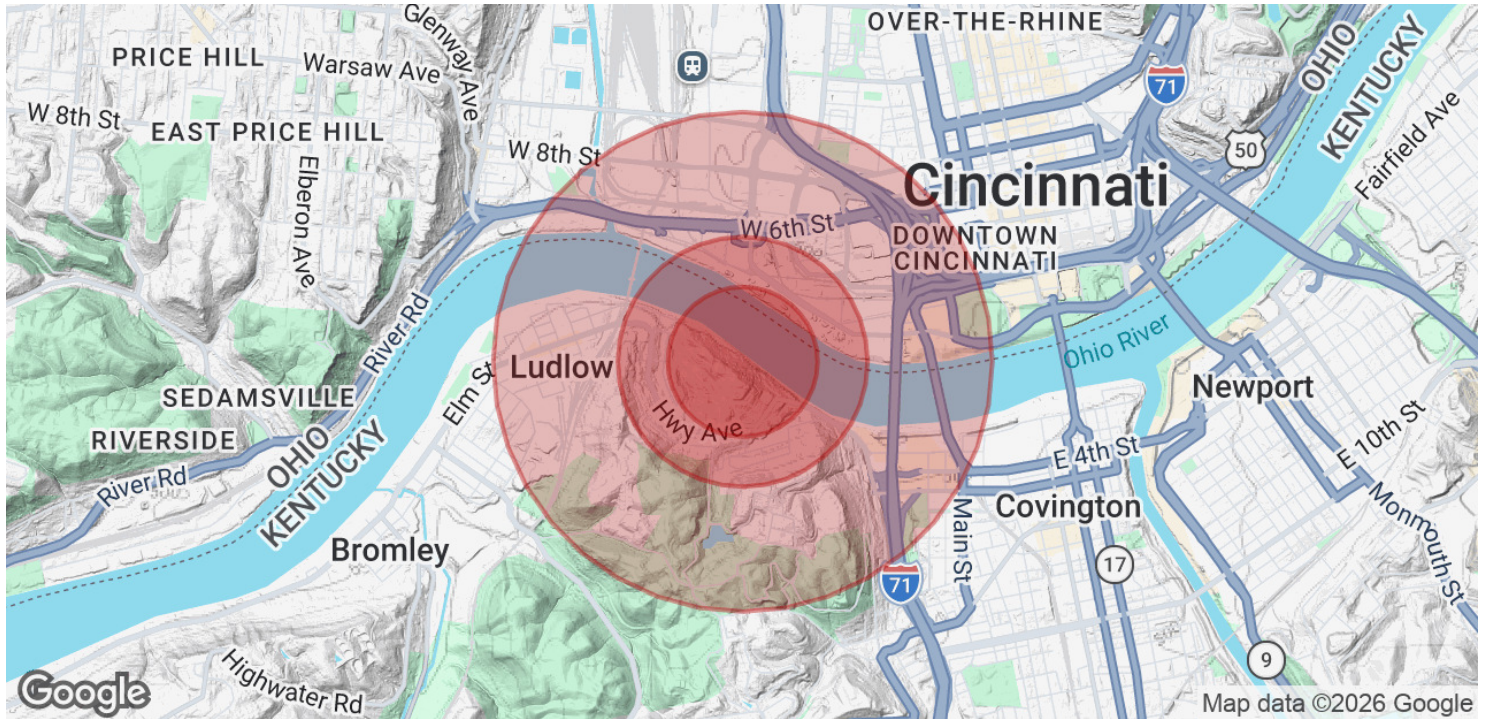 OVER-THE-RHINE
PRICE HILL
Glenway Ave
Warsaw Ave
OHIO
KENTUCKY
71
W 8th St
EAST PRICE HILL
W 8th St
50
Fairfield Ave
Elberon Ave
Cincinnati
W 6th St
DOWNTOWN
CINCINNATI
River Rd
Ohio River
Ludlow
Elm St
Newport
SEDAMSVILLE
Hwy Ave
RIVERSIDE
OHIO
KENTUCKY
E 4th St
E 10th St
River Rd
Main St
Covington
Monmouth St
Bromley
71
17
9
Highwater Rd
Google
Map data ©2026 Google